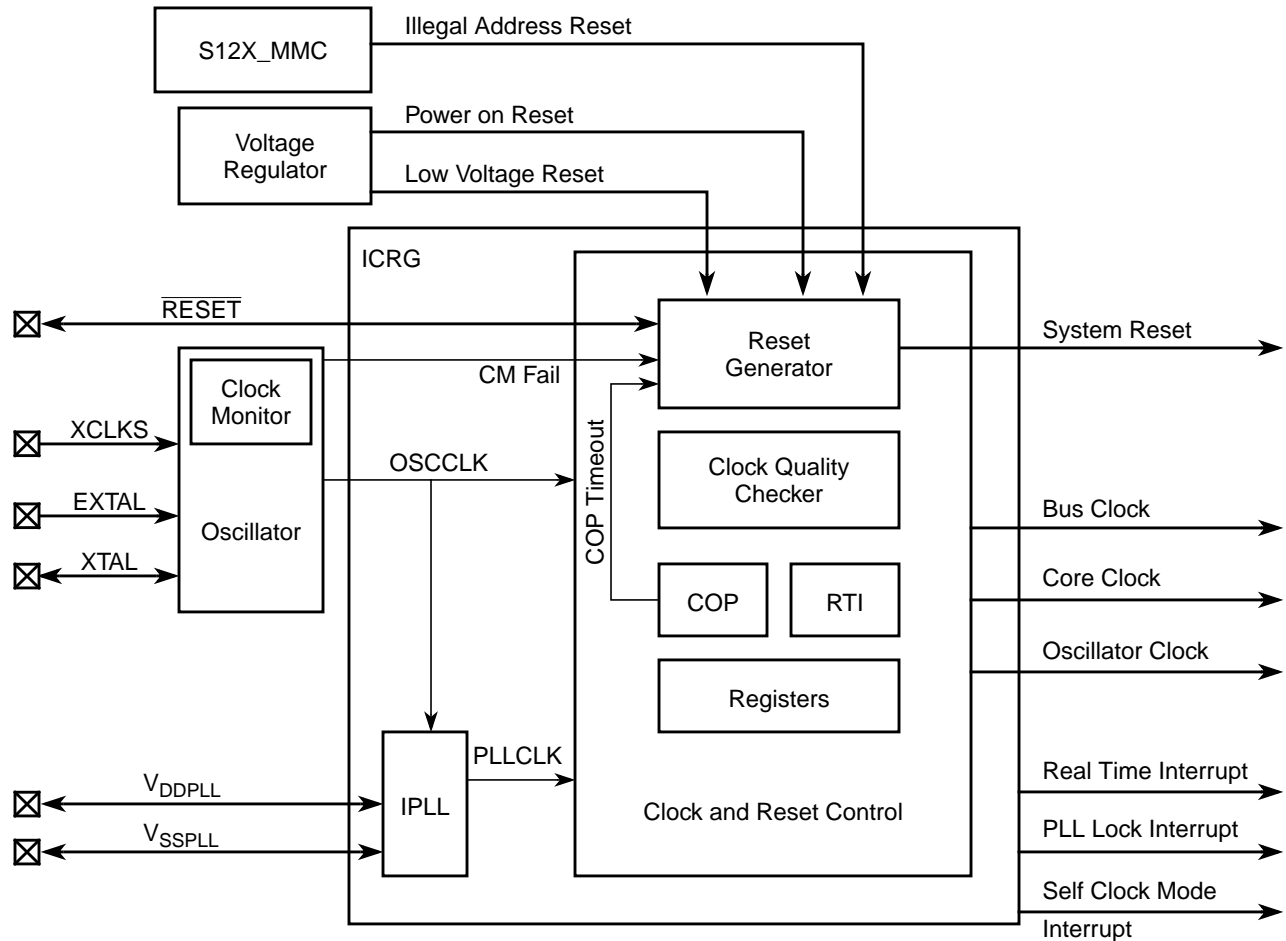 Illegal Address Reset
S12X_MMC
Power on Reset
Voltage
Regulator
Low Voltage Reset
ICRG
RESET
System Reset
Reset
Generator
CM Fail
Clock
Monitor
XCLKS
OSCCLK
COP Timeout
Clock Quality
Checker
EXTAL
Oscillator
Bus Clock
XTAL
COP
RTI
Core Clock
Oscillator Clock
Registers
PLLCLK
Real Time Interrupt
VDDPLL
IPLL
Clock and Reset Control
PLL Lock Interrupt
VSSPLL
Self Clock Mode
Interrupt